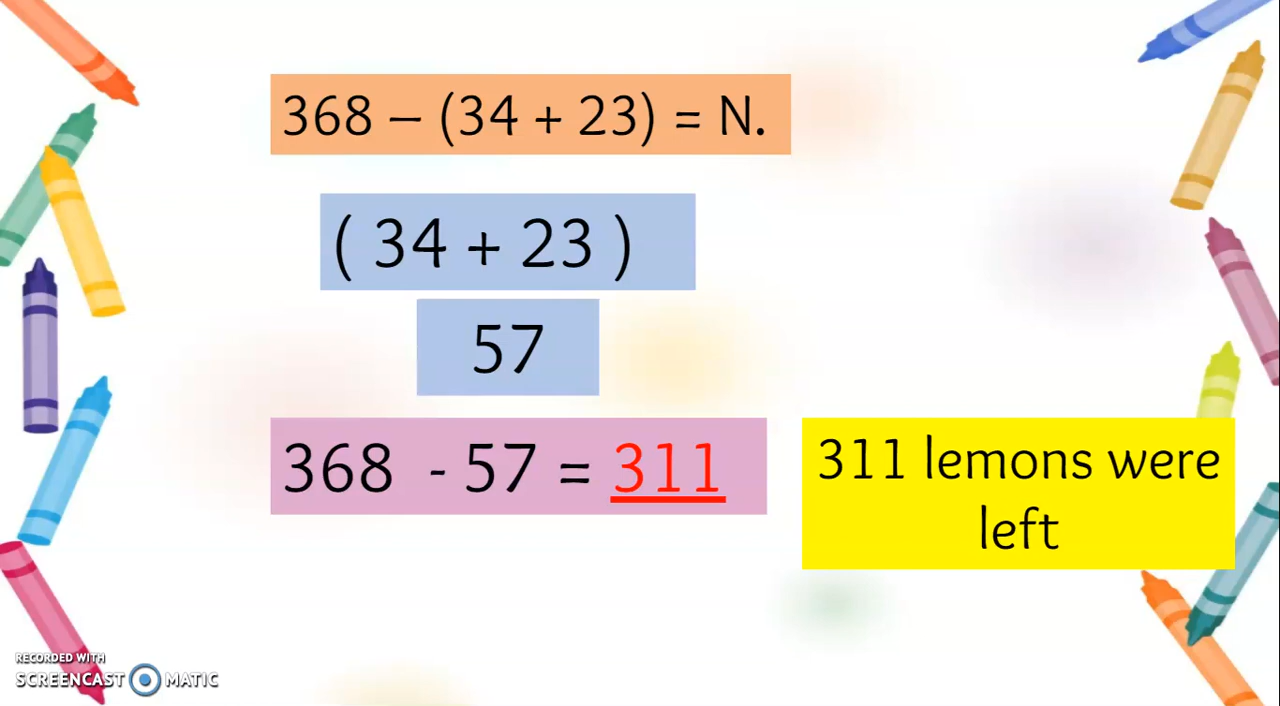 368 – (34 + 23) = N.
( 34 + 23 )
57
368 - 57 = 311
311 lemons were
left
RECORDED WITH
SCREENCAST MATIC